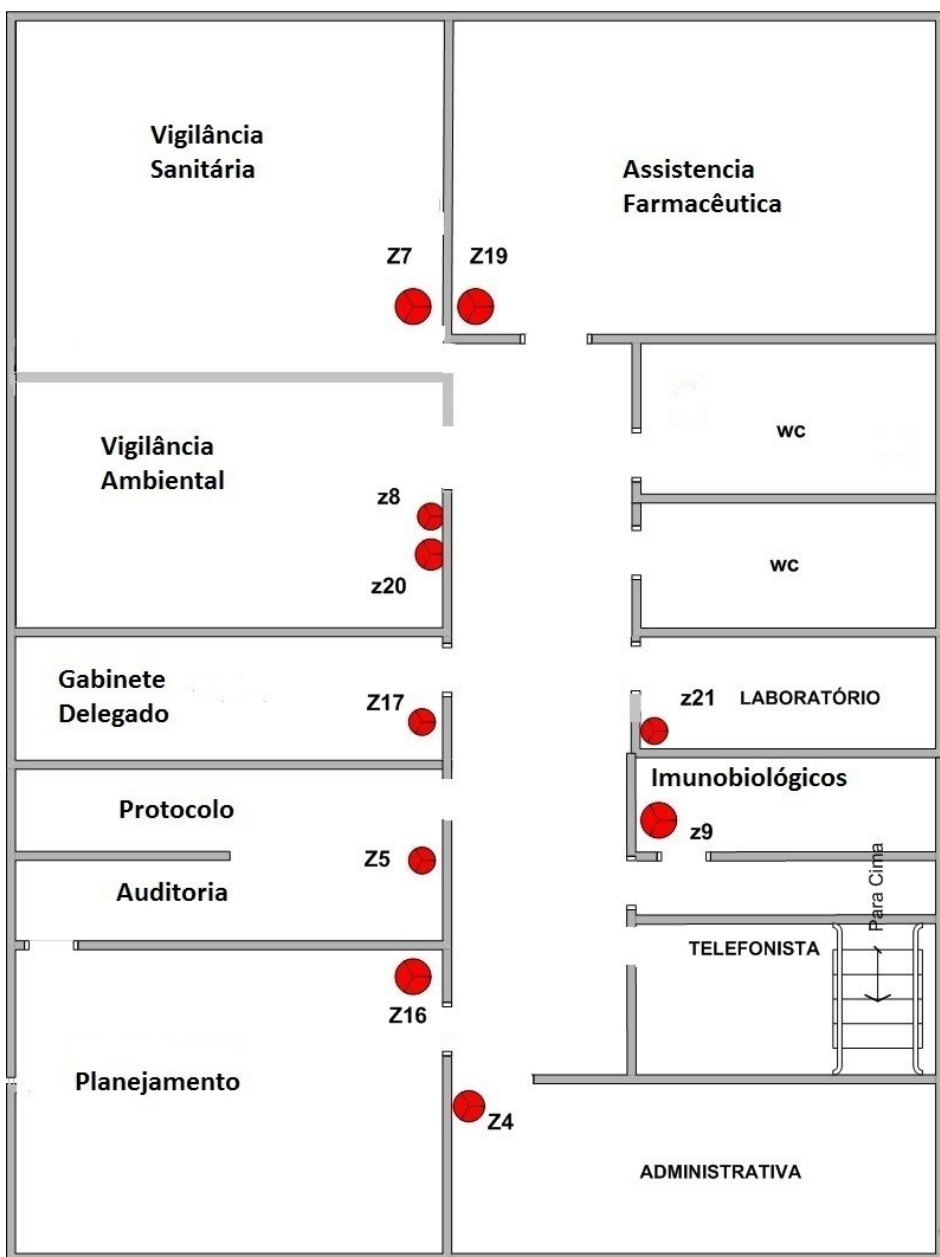 Vigilância
Sanitária
Assistencia
Farmacêutica
Z7
Z19
wc
Vigilância
Ambiental
z8
z20
wc
Gabinete
Delegado
Z17
z21
LABORATÓRIO
Imunobiológicos
Protocolo
z9
Z5
Auditoria
Para Cima
TELEFONISTA
Z16
Planejamento
Z4
ADMINISTRATIVA